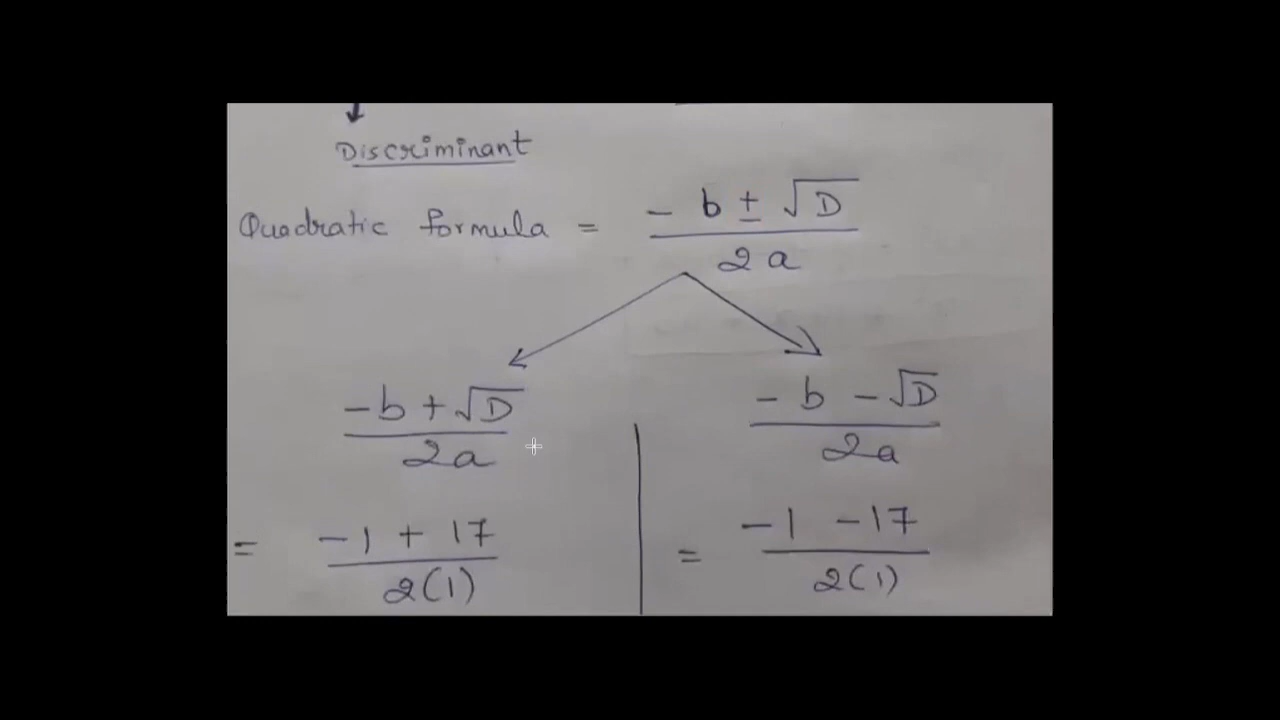 Discriminant
Quadratic formula = - b ± √D / 2a
-b + √D / 2a
- b - √D / 2a
= -1 + 17 / 2(1)
= -1 -17 / 2(1)